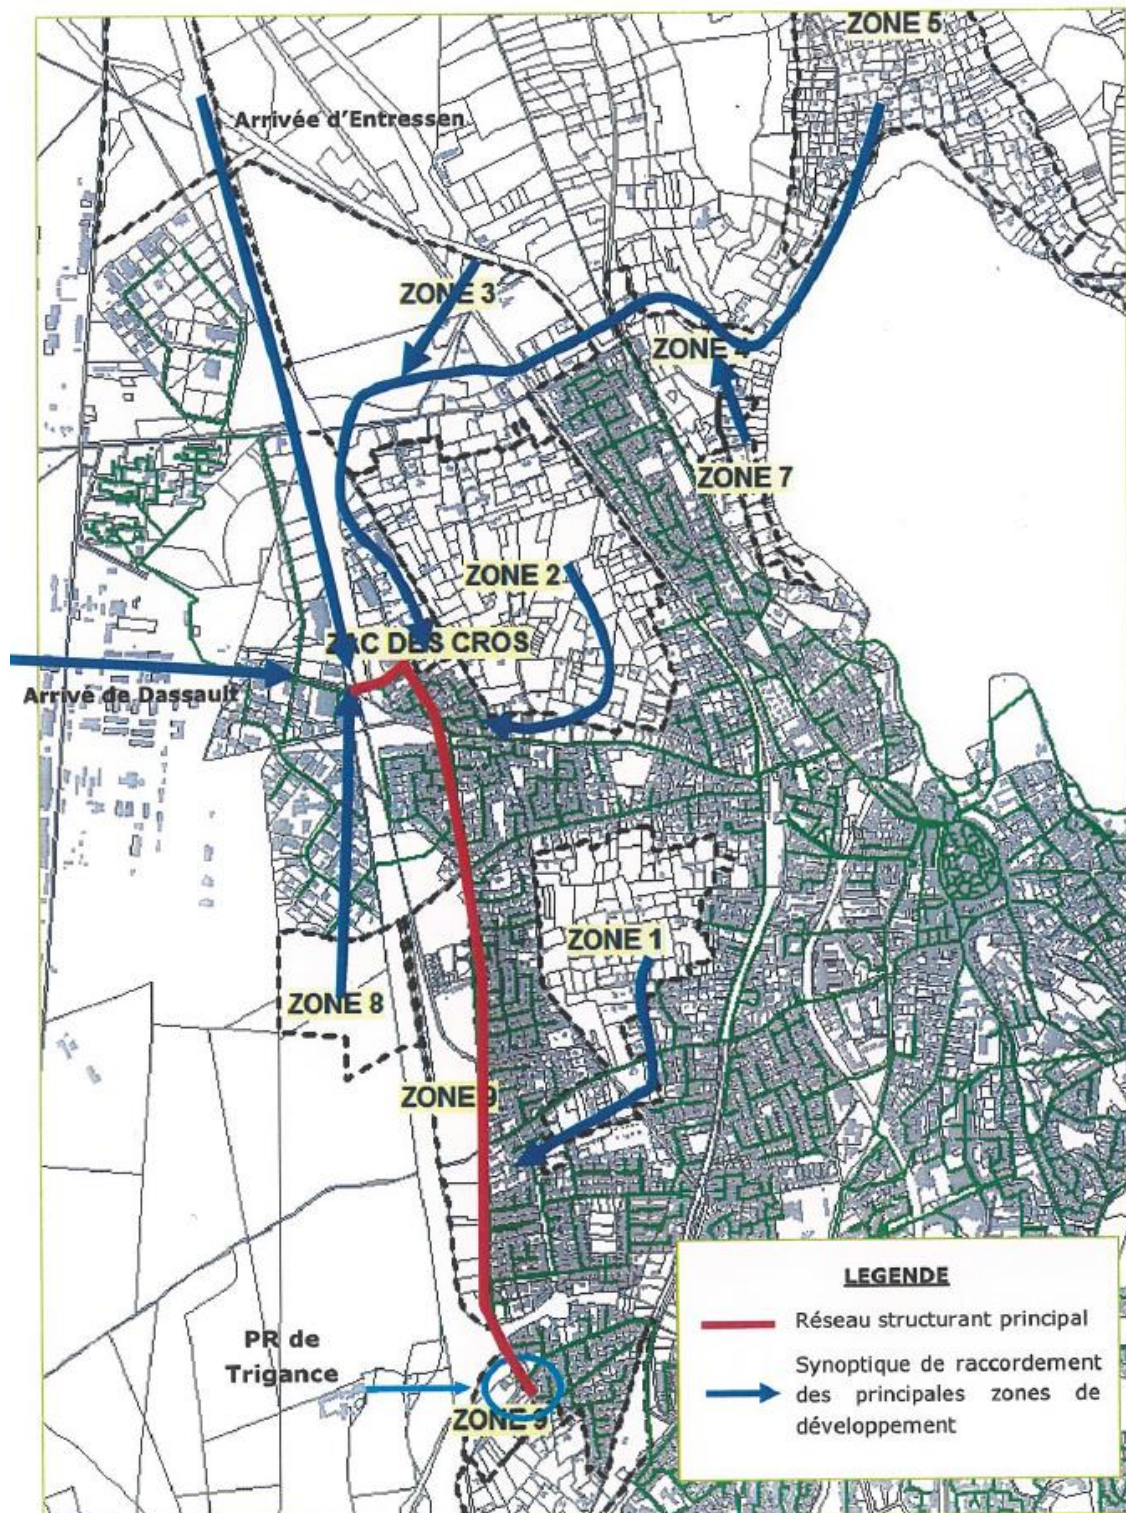 ZONE 5
Arrivée d'Entressen
ZONE 3
ZONE 4
ZONE 7
ZONE 2
ZAC DES CROS
Arrivé de Dassault
ZONE 1
ZONE 8
ZONE 9
PR de
Trigance
ZONE 9
LEGENDE
Réseau structurant principal
Synoptique de raccordement
des principales zones de
développement